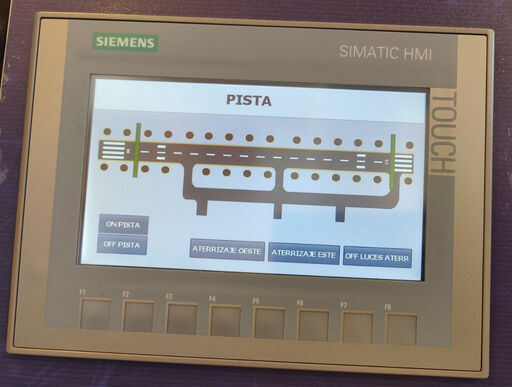 SIEMENS
SIMATIC HMI
TOUCH
PISTA
ON PISTA
OFF PISTA
ATERRIZAJE OESTE
ATERRIZAJE ESTE
OFF LUCES ATERR
F1
F2
F3
F4
F5
F6
F7
F8